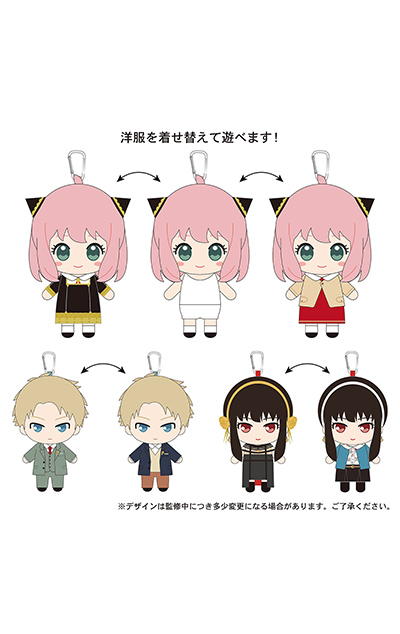 洋服を着せ替えて遊べます!
※デザインは監修中につき多少変更になる場合があります。ご了承ください。